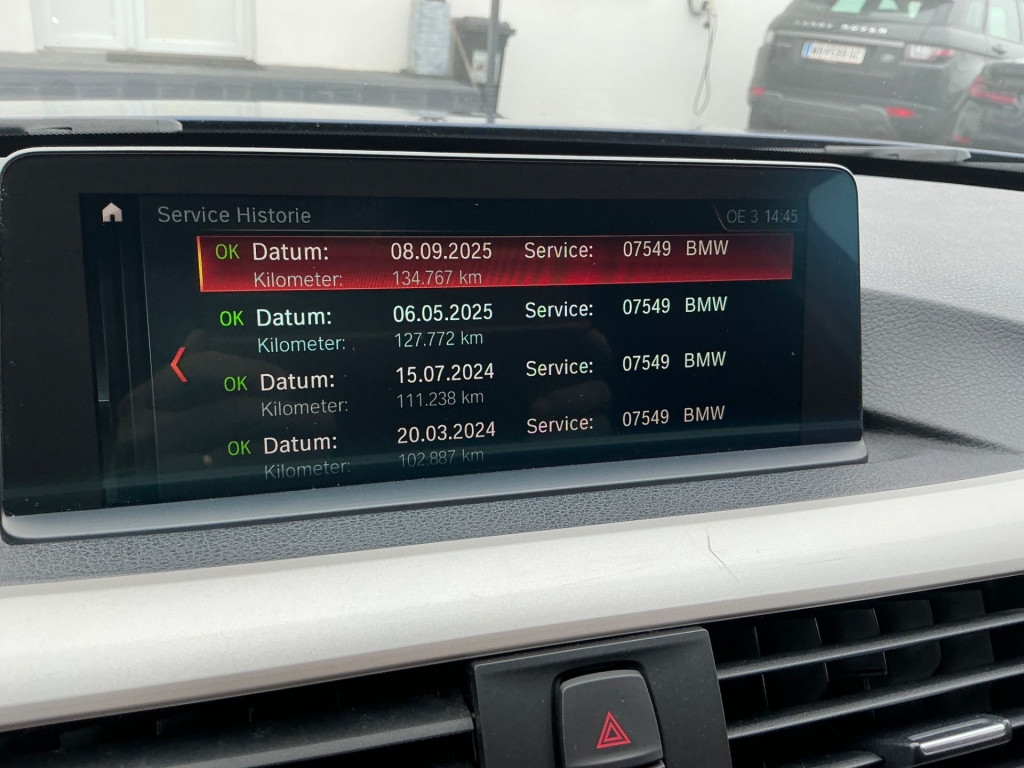 RANGE ROVER
Service Historie
OE 3 14:45
OK Datum: 08.09.2025 Service: 07549 BMW
Kilometer: 134.767 km
OK Datum: 06.05.2025 Service: 07549 BMW
Kilometer: 127.772 km
OK Datum: 15.07.2024 Service: 07549 BMW
Kilometer: 111.238 km
OK Datum: 20.03.2024 Service: 07549 BMW
Kilometer: 102.887 km